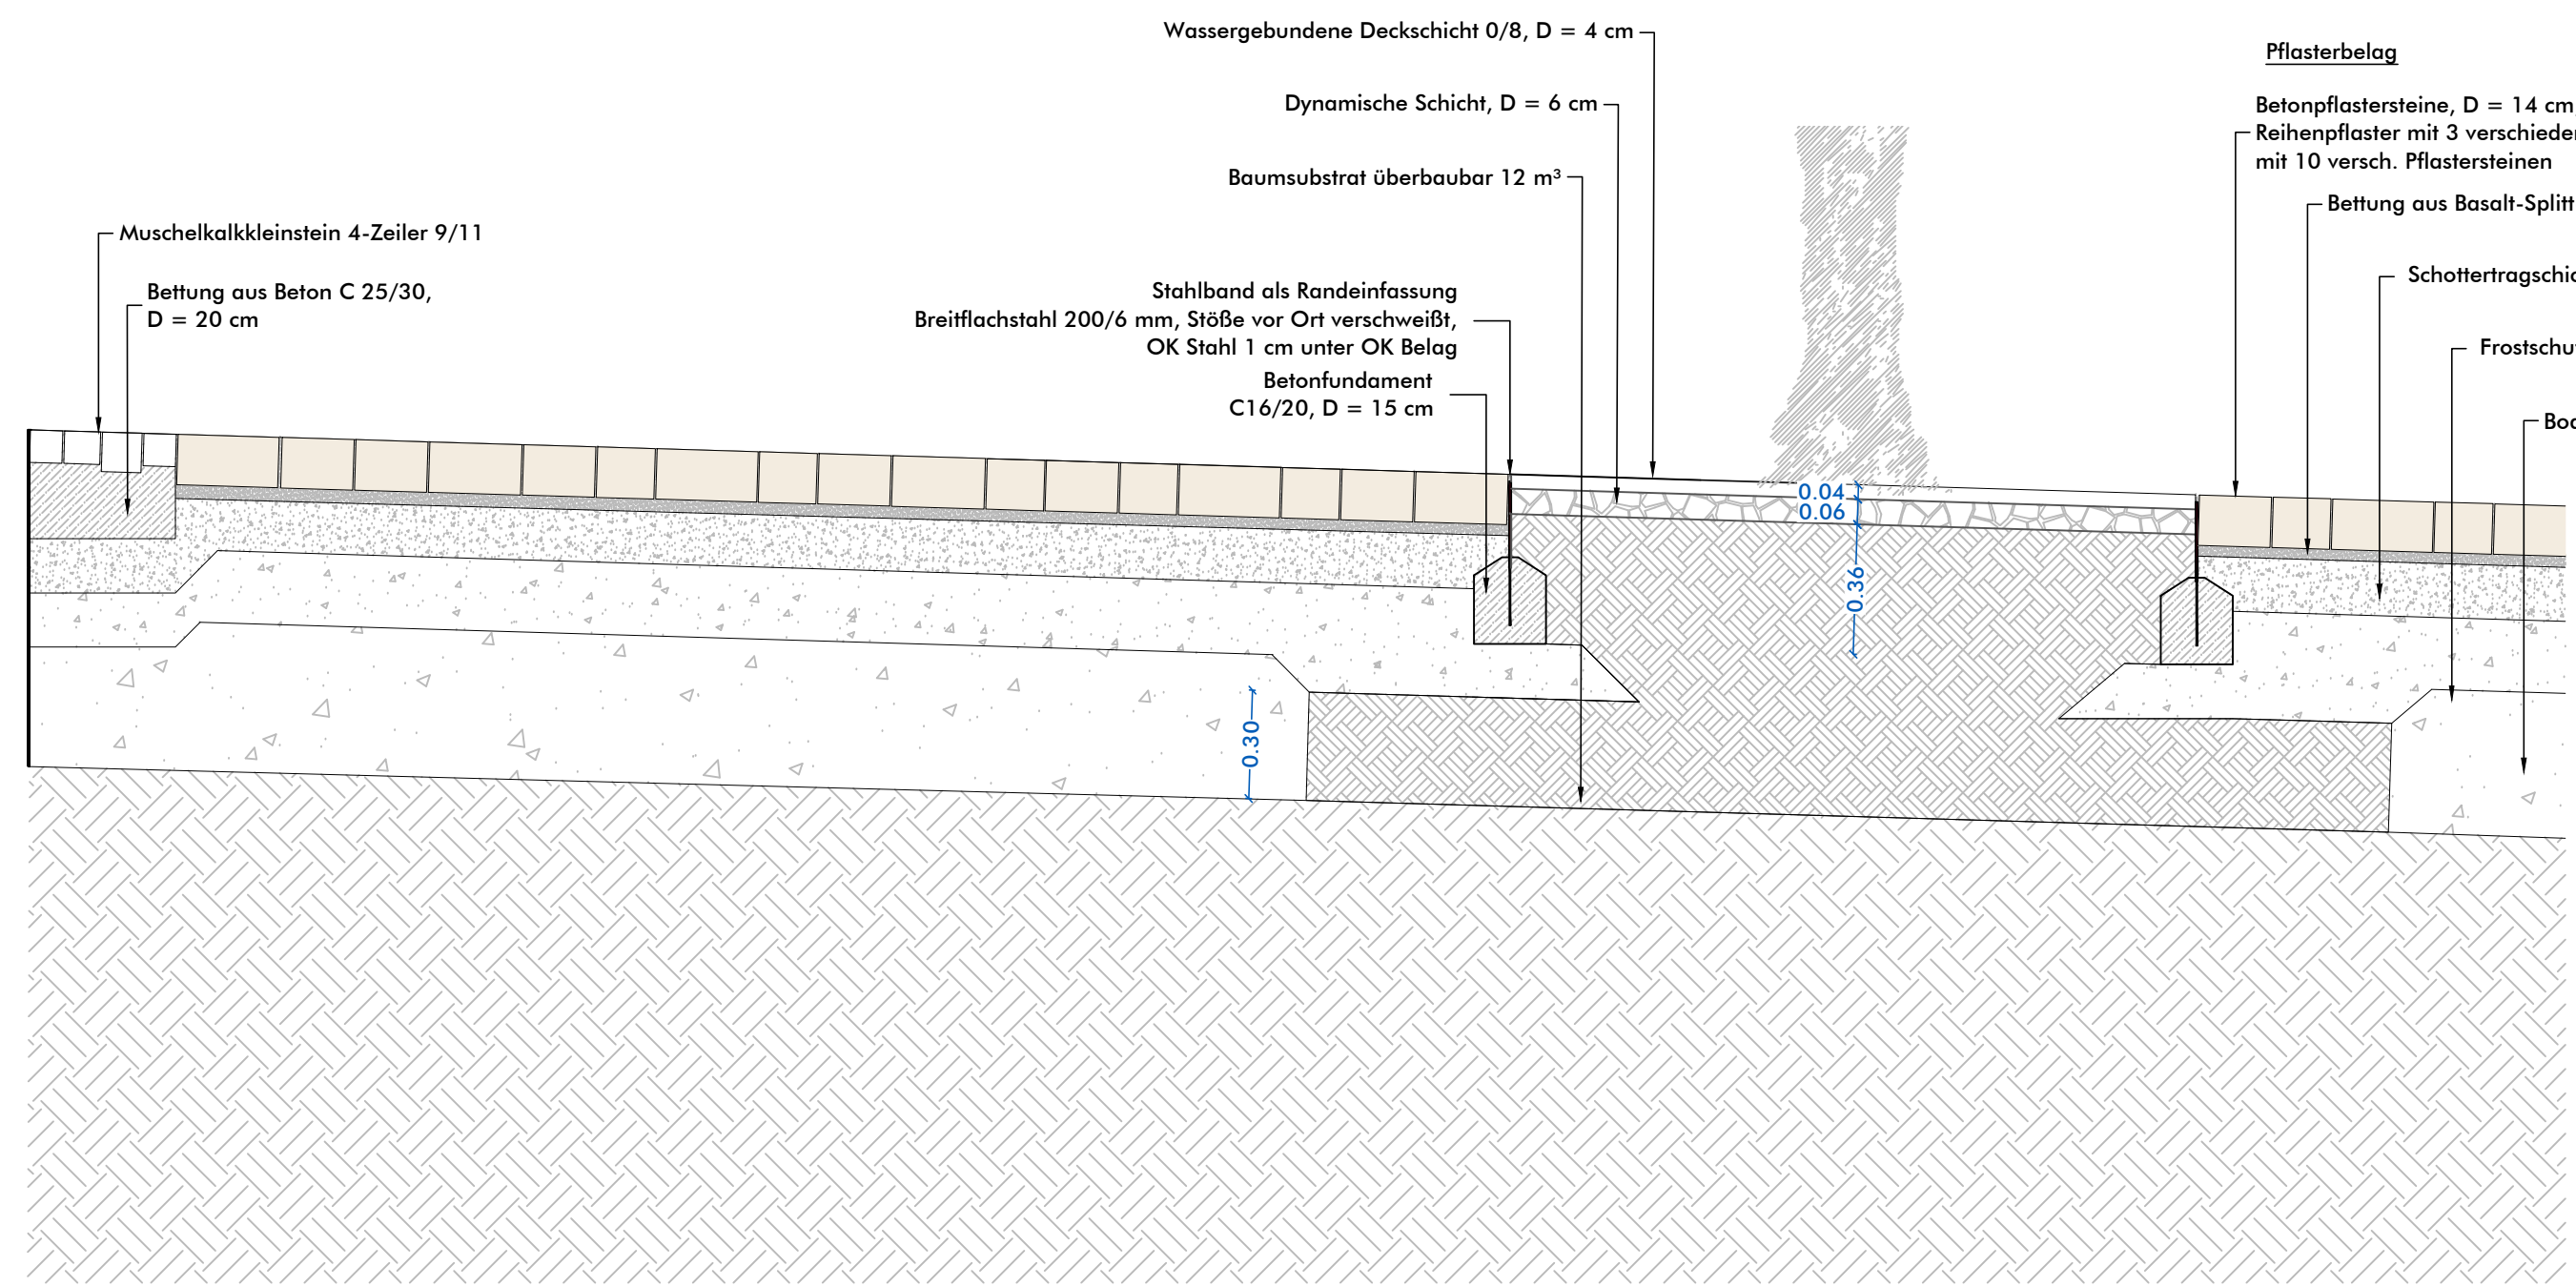 Wassergebundene Deckschicht 0/8, D = 4 cm
Dynamische Schicht, D = 6 cm
Baumsubstrat überbaubar 12 m³
Muschelkalkkleinstein 4-Zeiler 9/11
Bettung aus Beton C 25/30,
D = 20 cm
Stahlband als Randeinfassung
Breitflachstahl 200/6 mm, Stöße vor Ort verschweißt,
OK Stahl 1 cm unter OK Belag
Betonfundament
C16/20, D = 15 cm
Pflasterbelag
Betonpflastersteine, D = 14 cm
Reihenpflaster mit 3 
mit 10 versch. Pflastersteinen
Bettung aus Basalt-Splitt
0.04
0.06
0.36
0.30